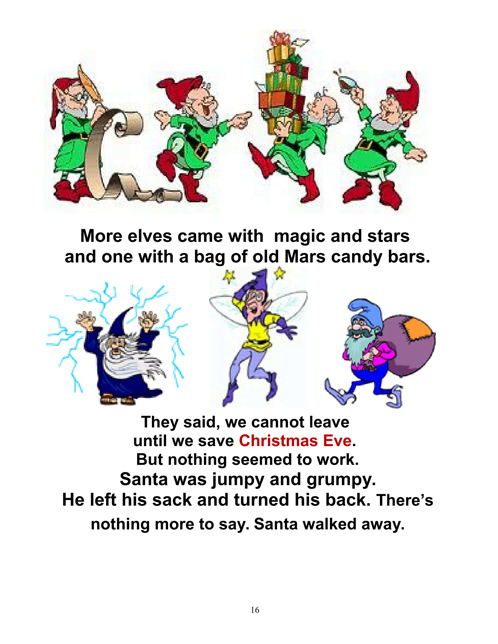 More elves came with  magic and stars
and one with a bag of old Mars candy bars.
They said, we cannot leave
until we save Christmas Eve.
But nothing seemed to work.
Santa was jumpy and grumpy.
He left his sack and turned his back. There's
nothing more to say. Santa walked away.
16